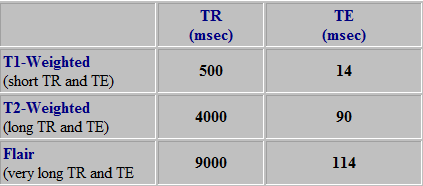 TR
(msec)
TE
(msec)
T1-Weighted
(short TR and TE)
500
14
T2-Weighted
(long TR and TE)
4000
90
Flair
(very long TR and TE
9000
114